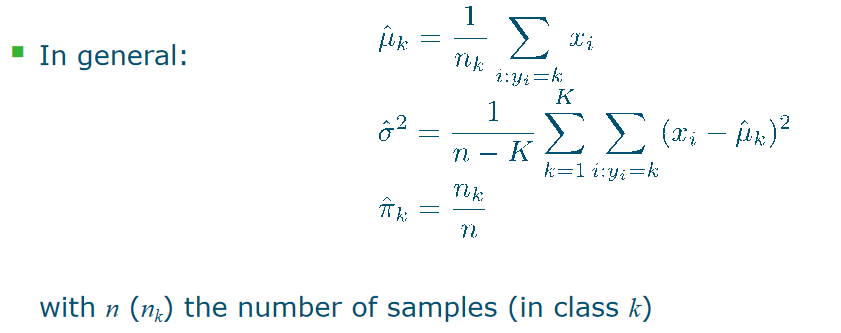 ▪ In general:
$\hat{\mu}_k = \frac{1}{n_k} \sum_{i:y_i=k} x_i$
$\hat{\sigma}^2 = \frac{1}{n-K} \sum_{k=1}^{K} \sum_{i:y_i=k} (x_i - \hat{\mu}_k)^2$
$\hat{\pi}_k = \frac{n_k}{n}$
with n (n_k) the number of samples (in class k)